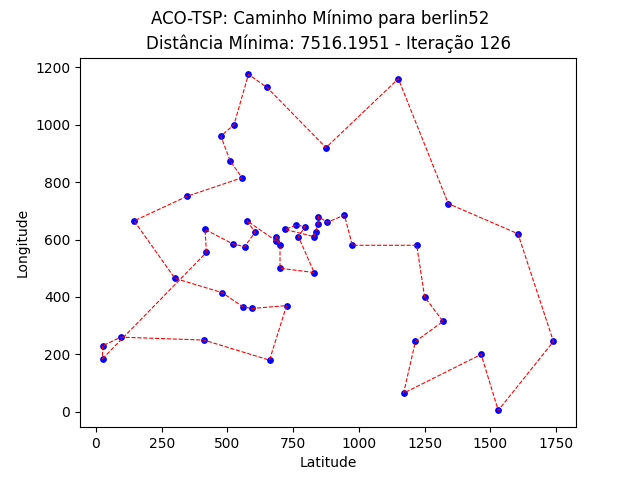 ACO-TSP: Caminho Mínimo para berlin52
Distância Mínima: 7516.1951 - Iteração 126
1200
1000
800
600
400
200
0
Longitude
0 250 500 750 1000 1250 1500 1750
Latitude